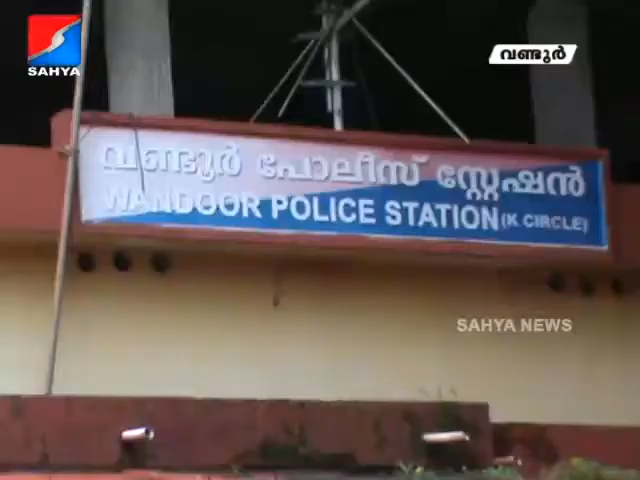 SAHYA
വണ്ടൂർ
വണ്ടൂർ പോലീസ് സ്റ്റേഷൻ
WANDOOR POLICE STATION (K. CIRCLE)
SAHYA NEWS